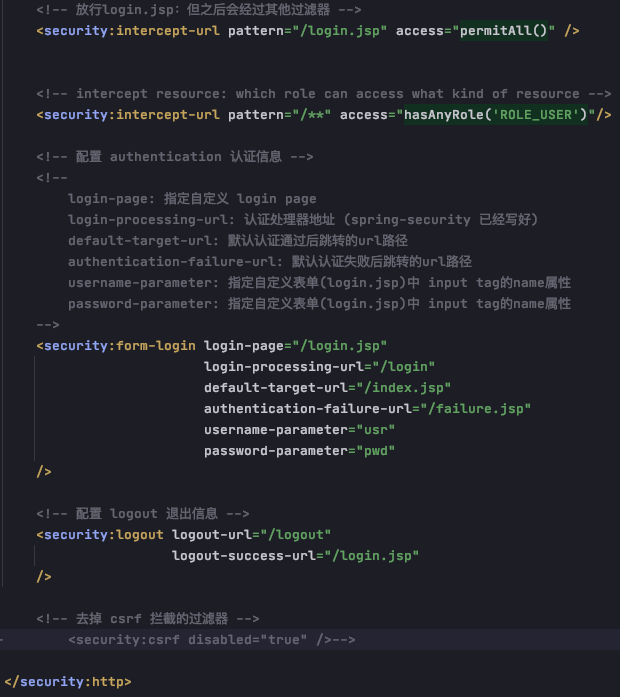 <!-- 放行login.jsp：但之后会经过其他过滤器 -->
<security:intercept-url pattern="/login.jsp" access="permitAll()" />
<!-- intercept resource: which role can access what kind of resource -->
<security:intercept-url pattern="/**" access="hasAnyRole('ROLE_USER')"/>
<!-- 配置 authentication 认证信息 -->
<!--
login-page: 指定自定义 login page
login-processing-url: 认证处理器地址 (spring-security 已经写好)
default-target-url: 默认认证通过后跳转的url路径
authentication-failure-url: 默认认证失败后跳转的url路径
username-parameter: 指定自定义表单(login.jsp)中 input tag的name属性
password-parameter: 指定自定义表单(login.jsp)中 input tag的name属性
-->
<security:form-login login-page="/login.jsp"
login-processing-url="/login"
default-target-url="/index.jsp"
authentication-failure-url="/failure.jsp"
username-parameter="usr"
password-parameter="pwd"
/>
<!-- 配置 logout 退出信息 -->
<security:logout logout-url="/logout"
logout-success-url="/login.jsp"
/>
<!-- 去掉 csrf 拦截的过滤器 -->
<security:csrf disabled="true" />-->
</security:http>